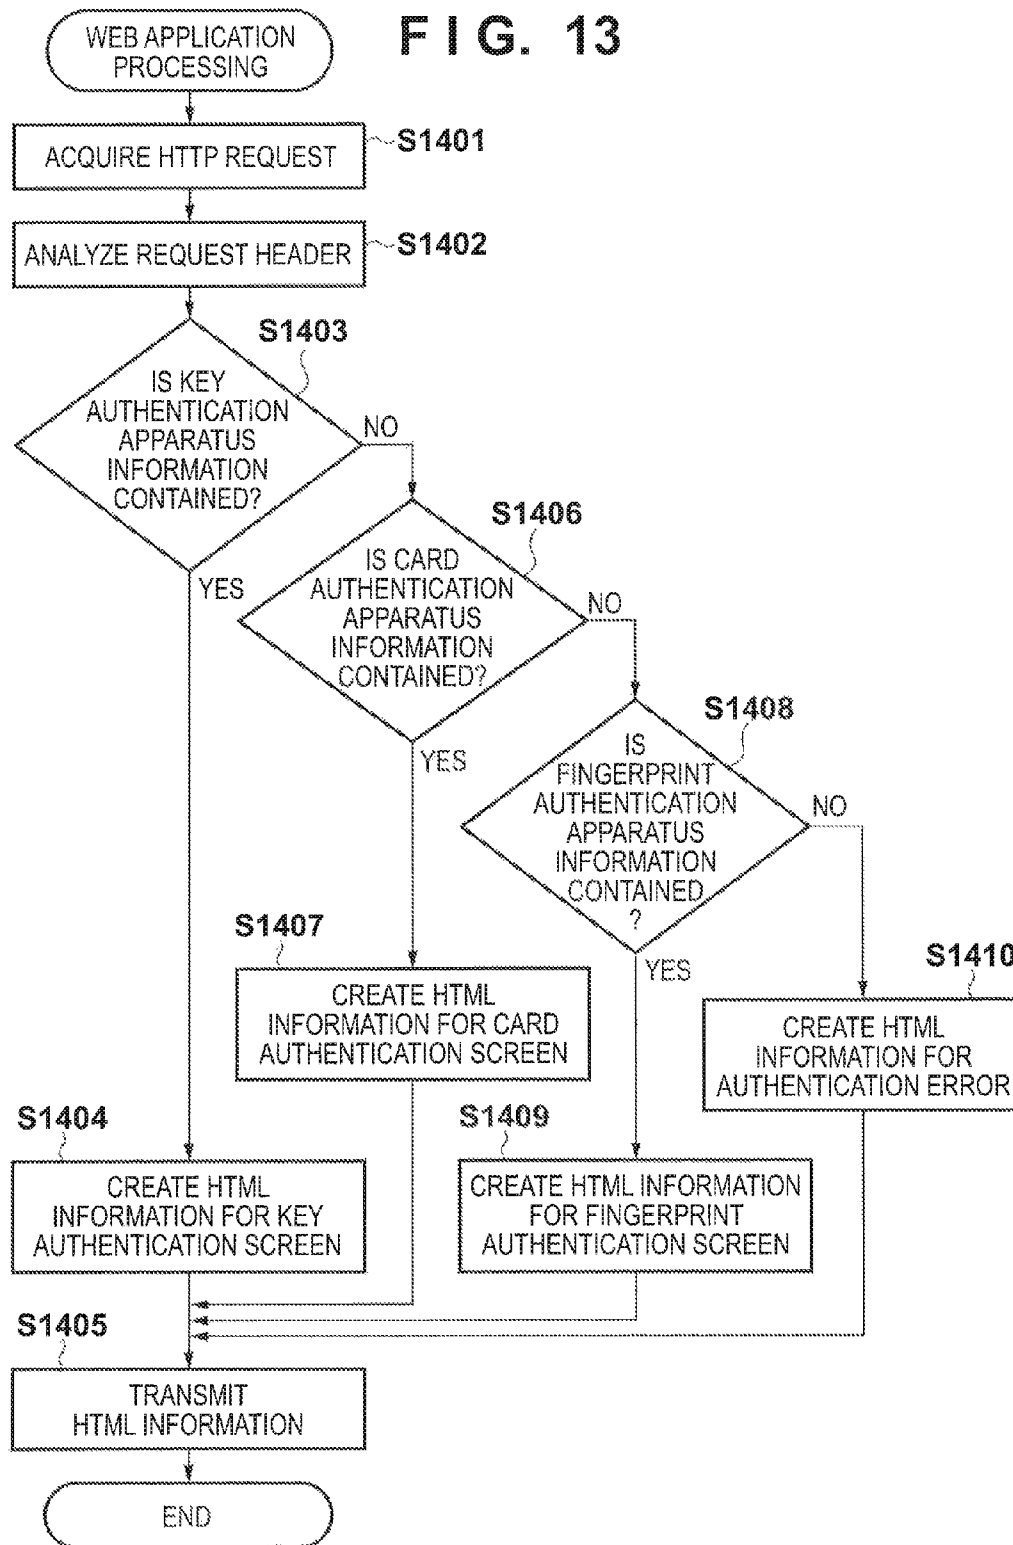 FIG. 13
WEB APPLICATION
PROCESSING
S1401
ACQUIRE HTTP REQUEST
S1402
ANALYZE REQUEST HEADER
S1403
IS KEY
AUTHENTICATION
APPARATUS
INFORMATION
CONTAINED?
NO
YES
S1406
IS CARD
AUTHENTICATION
APPARATUS
INFORMATION
CONTAINED?
NO
YES
S1408
IS
FINGERPRINT
AUTHENTICATION
APPARATUS
INFORMATION
CONTAINED
?
NO
YES
S1407
CREATE HTML
INFORMATION FOR CARD
AUTHENTICATION SCREEN
S1410
CREATE HTML
INFORMATION FOR
AUTHENTICATION ERROR
S1404
CREATE HTML
INFORMATION FOR KEY
AUTHENTICATION SCREEN
S1409
CREATE HTML INFORMATION
FOR FINGERPRINT
AUTHENTICATION SCREEN
S1405
TRANSMIT
HTML INFORMATION
END